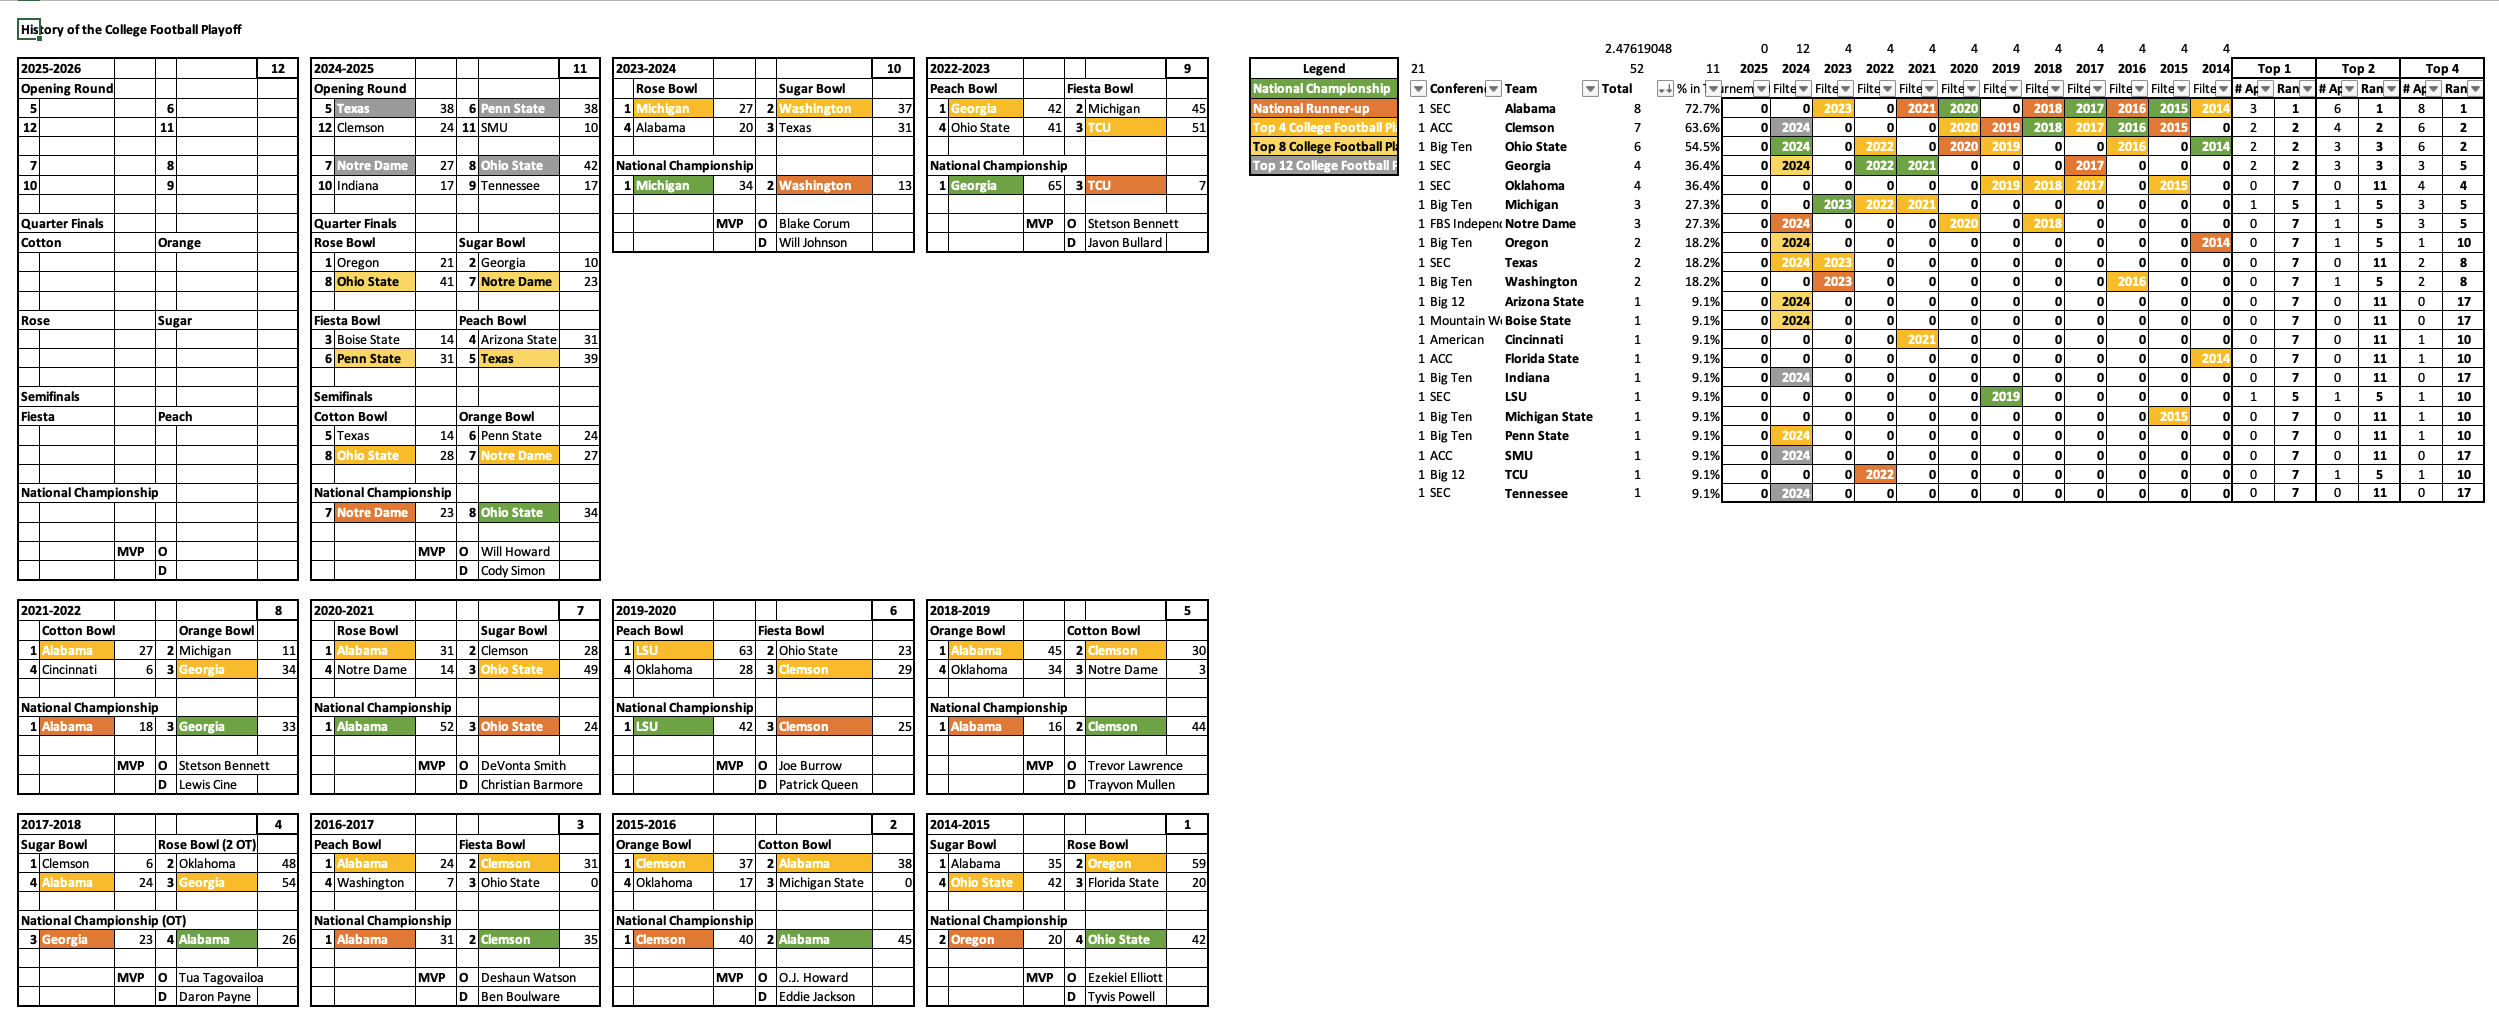 History of the College Football Playoff
2025-2026 12
Opening Round
5 6
12 11
7 8
10 9
Quarter Finals
Cotton Orange
Rose Sugar
Semifinals
Fiesta Peach
National Championship
MVP O
D
2024-2025 11
Opening Round
5 Texas 38 6 Penn State 38
12 Clemson 24 11 SMU 10
7 Notre Dame 27 8 Ohio State 42
10 Indiana 17 9 Tennessee 17
Quarter Finals
Rose Bowl Sugar Bowl
1 Oregon 21 2 Georgia 10
8 Ohio State 41 7 Notre Dame 23
Fiesta Bowl Peach Bowl
3 Boise State 14 4 Arizona State 31
6 Penn State 31 5 Texas 39
Semifinals
Cotton Bowl Orange Bowl
5 Texas 14 6 Penn State 24
8 Ohio State 28 7 Notre Dame 27
National Championship
7 Notre Dame 23 8 Ohio State 34
MVP O Will Howard
D Cody Simon
2023-2024 10
Rose Bowl Sugar Bowl
1 Michigan 27 2 Washington 37
4 Alabama 20 3 Texas 31
National Championship
1 Michigan 34 2 Washington 13
MVP O Blake Corum
D Will Johnson
2022-2023 9
Peach Bowl Fiesta Bowl
1 Georgia 42 2 Michigan 45
4 Ohio State 41 3 TCU 51
National Championship
1 Georgia 65 3 TCU 7
MVP O Stetson Bennett
D Javon Bullard
Legend
National Championship
National Runner-up
Top 4 College Football Pl
Top 8 College Football Pla
Top 12 College Football F
2.47619048 0 12 4 4 4 4 4 4 4 4 4 4
21 52 11 2025 2024 2023 2022 2021 2020 2019 2018 2017 2016 2015 2014 Top 1 Top 2 Top 4
Conferen Team Total % in T urnem Filte Filte Filte Filte Filte Filte Filte Filte Filte Filte Filte # Ap Ran # Ap Ran # Ap Ran
1 SEC Alabama 8 72.7% 0 0 2023 0 2021 2020 0 2018 2017 2016 2015 2014 3 1 6 1 8 1
1 ACC Clemson 7 63.6% 0 2024 0 0 0 2020 2019 2018 2017 2016 2015 0 2 2 4 2 6 2
1 Big Ten Ohio State 6 54.5% 0 2024 0 2022 0 2020 2019 0 0 2016 0 2014 2 2 3 3 6 2
1 SEC Georgia 4 36.4% 0 2024 0 2022 2021 0 0 0 2017 0 0 0 2 2 3 3 3 5
1 SEC Oklahoma 4 36.4% 0 0 0 0 0 0 2019 2018 2017 0 2015 0 0 7 0 11 4 4
1 Big Ten Michigan 3 27.3% 0 0 2023 2022 2021 0 0 0 0 0 0 0 1 5 1 5 3 5
1 FBS Indepen Notre Dame 3 27.3% 0 2024 0 0 0 2020 0 2018 0 0 0 0 0 7 1 5 3 5
1 Big Ten Oregon 2 18.2% 0 2024 0 0 0 0 0 0 0 0 0 2014 0 7 1 5 1 10
1 SEC Texas 2 18.2% 0 2024 2023 0 0 0 0 0 0 0 0 0 0 7 0 11 2 8
1 Big Ten Washington 2 18.2% 0 0 2023 0 0 0 0 0 0 2016 0 0 0 7 1 5 2 8
1 Big 12 Arizona State 1 9.1% 0 2024 0 0 0 0 0 0 0 0 0 0 0 7 0 11 0 17
1 Mountain W Boise State 1 9.1% 0 2024 0 0 0 0 0 0 0 0 0 0 0 7 0 11 0 17
1 American Cincinnati 1 9.1% 0 0 0 0 2021 0 0 0 0 0 0 0 0 7 0 11 1 10
1 ACC Florida State 1 9.1% 0 0 0 0 0 0 0 0 0 0 0 2014 0 7 0 11 1 10
1 Big Ten Indiana 1 9.1% 0 2024 0 0 0 0 0 0 0 0 0 0 0 7 0 11 0 17
1 SEC LSU 1 9.1% 0 0 0 0 0 0 2019 0 0 0 0 0 1 5 1 5 1 10
1 Big Ten Michigan State 1 9.1% 0 0 0 0 0 0 0 0 0 0 2015 0 0 7 0 11 1 10
1 Big Ten Penn State 1 9.1% 0 2024 0 0 0 0 0 0 0 0 0 0 0 7 0 11 1 10
1 ACC SMU 1 9.1% 0 2024 0 0 0 0 0 0 0 0 0 0 0 7 0 11 0 17
1 Big 12 TCU 1 9.1% 0 0 0 2022 0 0 0 0 0 0 0 0 0 7 1 5 1 10
1 SEC Tennessee 1 9.1% 0 2024 0 0 0 0 0 0 0 0 0 0 0 7 0 11 0 17
2021-2022 8
Cotton Bowl Orange Bowl
1 Alabama 27 2 Michigan 11
4 Cincinnati 6 3 Georgia 34
National Championship
1 Alabama 18 3 Georgia 33
MVP O Stetson Bennett
D Lewis Cine
2020-2021 7
Rose Bowl Sugar Bowl
1 Alabama 31 2 Clemson 28
4 Notre Dame 14 3 Ohio State 49
National Championship
1 Alabama 52 3 Ohio State 24
MVP O DeVonta Smith
D Christian Barmore
2019-2020 6
Peach Bowl Fiesta Bowl
1 LSU 63 2 Ohio State 23
4 Oklahoma 28 3 Clemson 29
National Championship
1 LSU 42 3 Clemson 25
MVP O Joe Burrow
D Patrick Queen
2018-2019 5
Orange Bowl Cotton Bowl
1 Alabama 45 2 Clemson 30
4 Oklahoma 34 3 Notre Dame 3
National Championship
1 Alabama 16 2 Clemson 44
MVP O Trevor Lawrence
D Trayvon Mullen
2017-2018 4
Sugar Bowl Rose Bowl (2 OT)
1 Clemson 6 2 Oklahoma 48
4 Alabama 24 3 Georgia 54
National Championship (OT)
3 Georgia 23 4 Alabama 26
MVP O Tua Tagovailoa
D Daron Payne
2016-2017 3
Peach Bowl Fiesta Bowl
1 Alabama 24 2 Clemson 31
4 Washington 7 3 Ohio State 0
National Championship
1 Alabama 31 2 Clemson 35
MVP O Deshaun Watson
D Ben Boulware
2015-2016 2
Orange Bowl Cotton Bowl
1 Clemson 37 2 Alabama 38
4 Oklahoma 17 3 Michigan State 0
National Championship
1 Clemson 40 2 Alabama 45
MVP O O.J. Howard
D Eddie Jackson
2014-2015 1
Sugar Bowl Rose Bowl
1 Alabama 35 2 Oregon 59
4 Ohio State 42 3 Florida State 20
National Championship
2 Oregon 20 4 Ohio State 42
MVP O Ezekiel Elliott
D Tyvis Powell